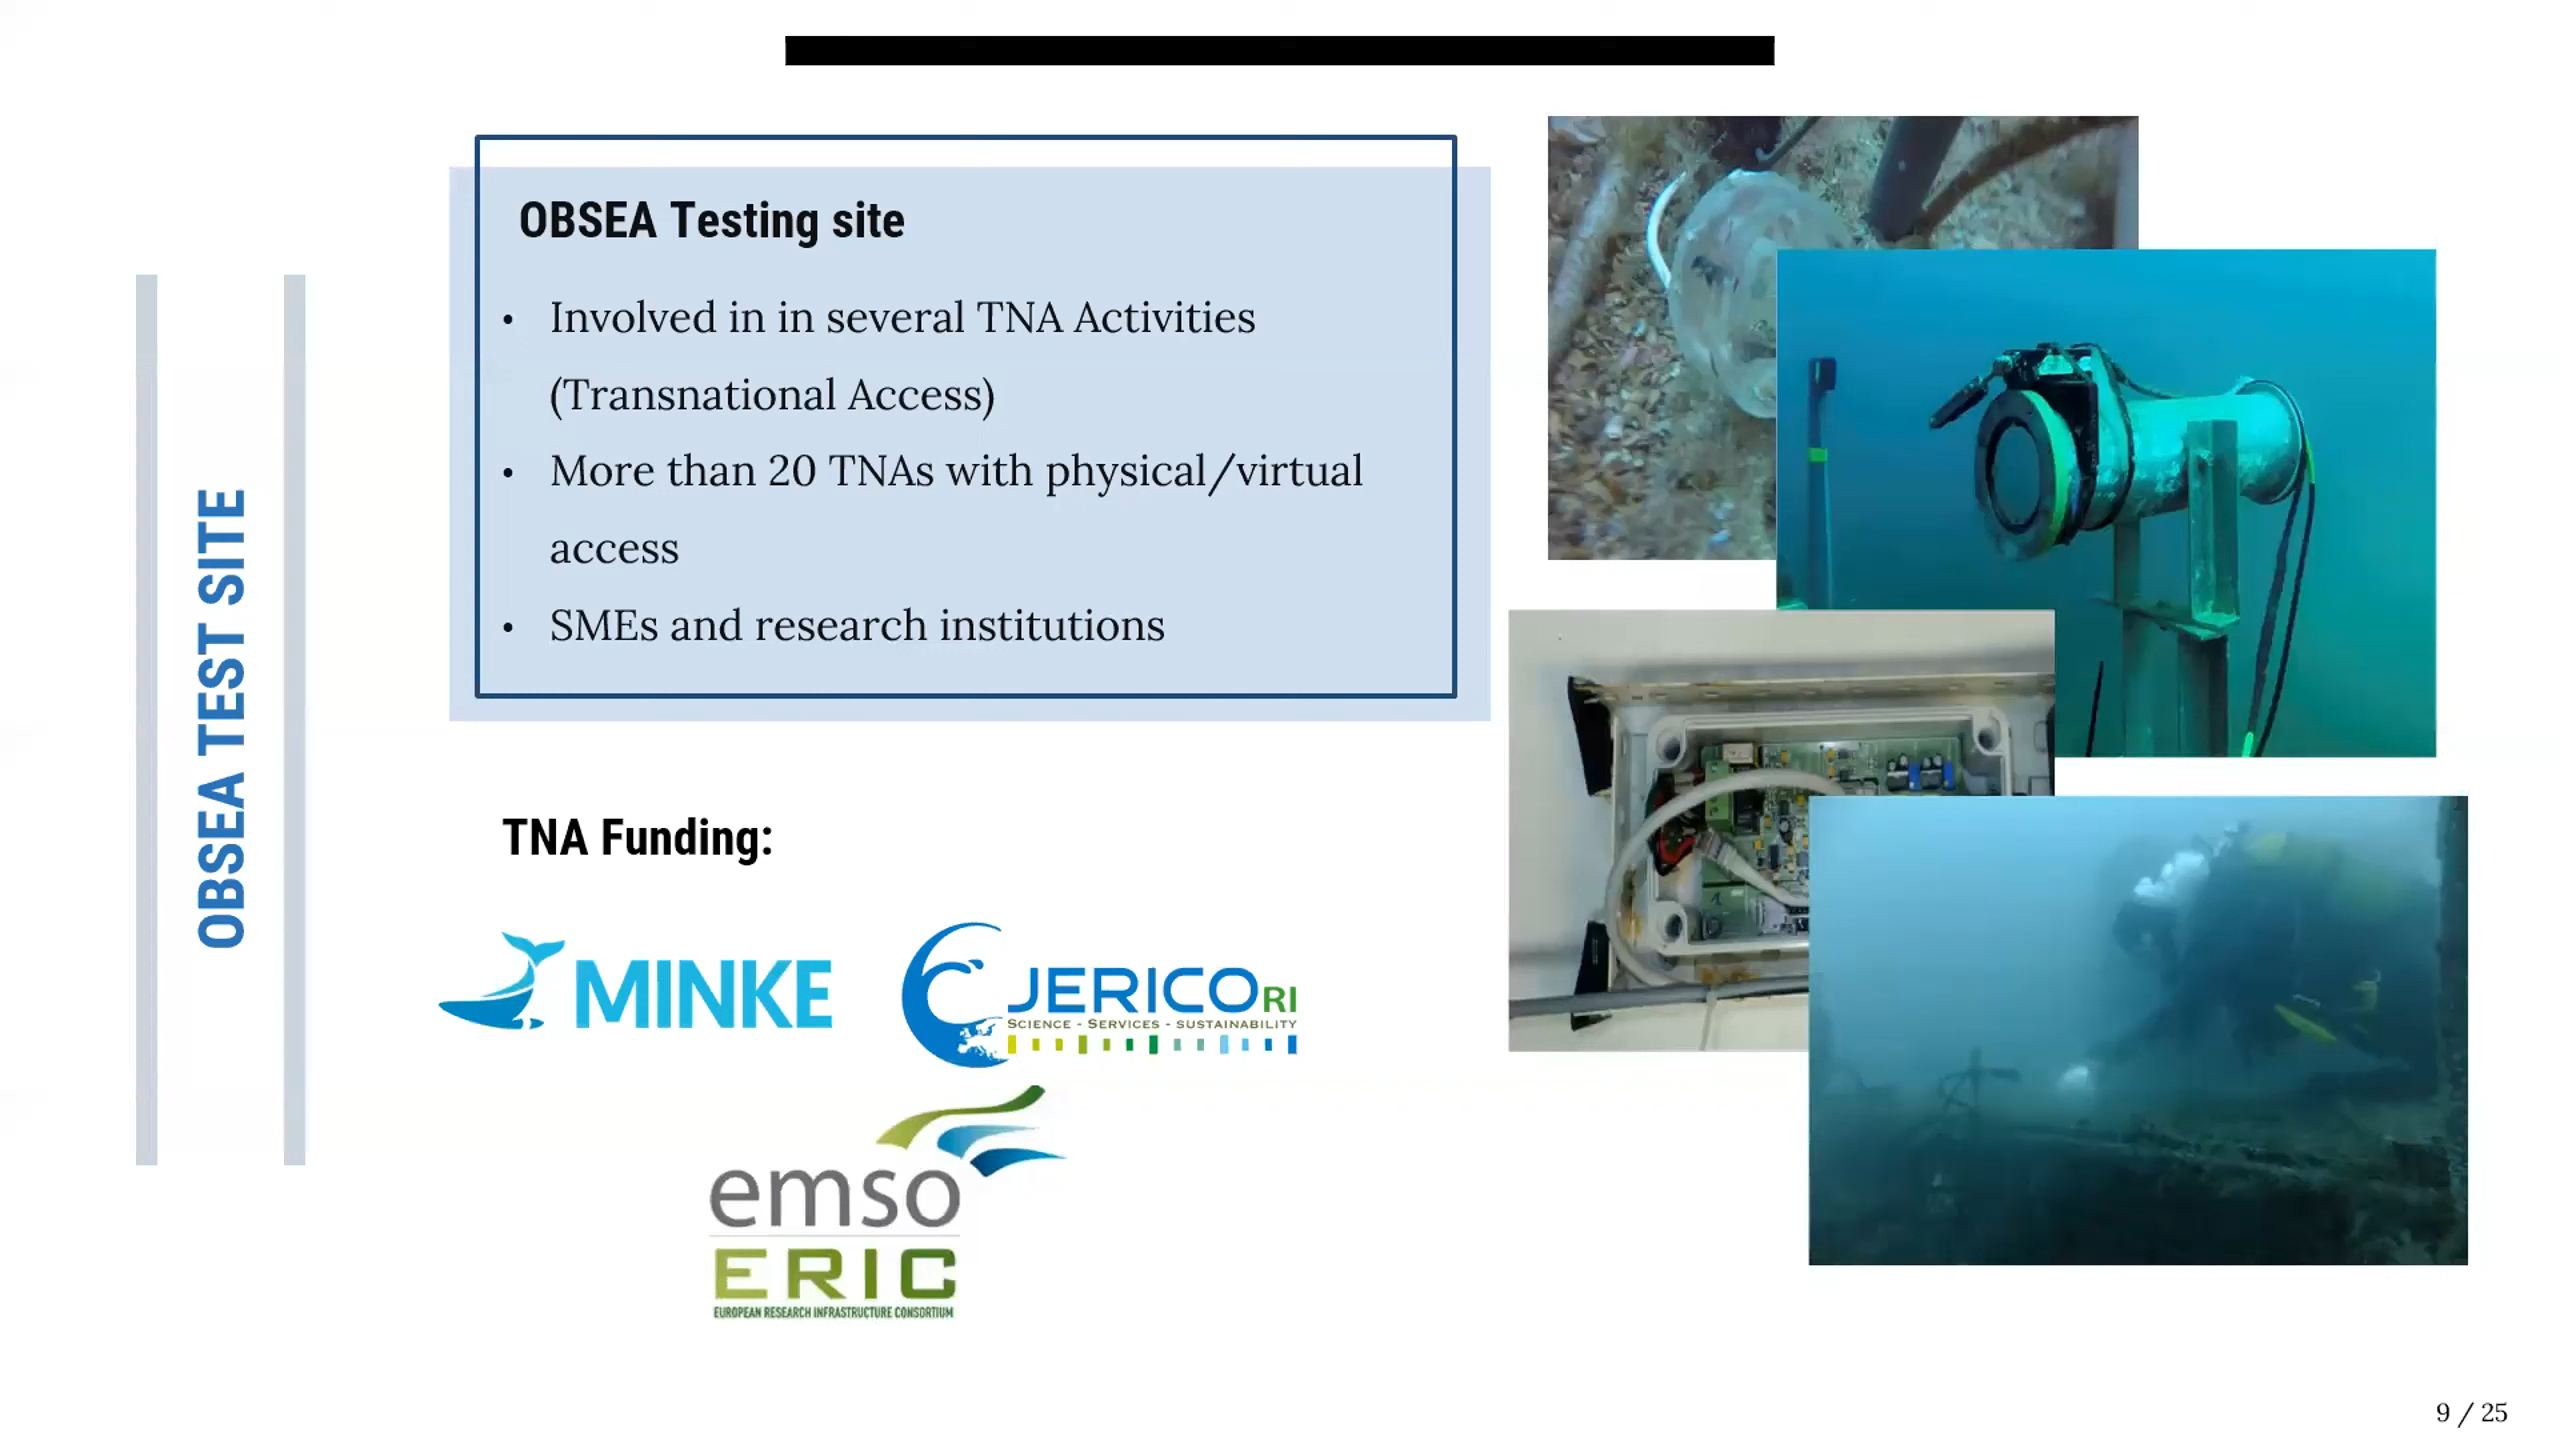 OBSEA TEST SITE
OBSEA Testing site
• Involved in in several TNA Activities
(Transnational Access)
• More than 20 TNAs with physical/virtual
access
• SMEs and research institutions
TNA Funding:
MINKE
JERICO RI
SCIENCE - SERVICES - SUSTAINABILITY
emso
ERIC
EUROPEAN RESEARCH INFRASTRUCTURE CONSORTIUM
9 / 25